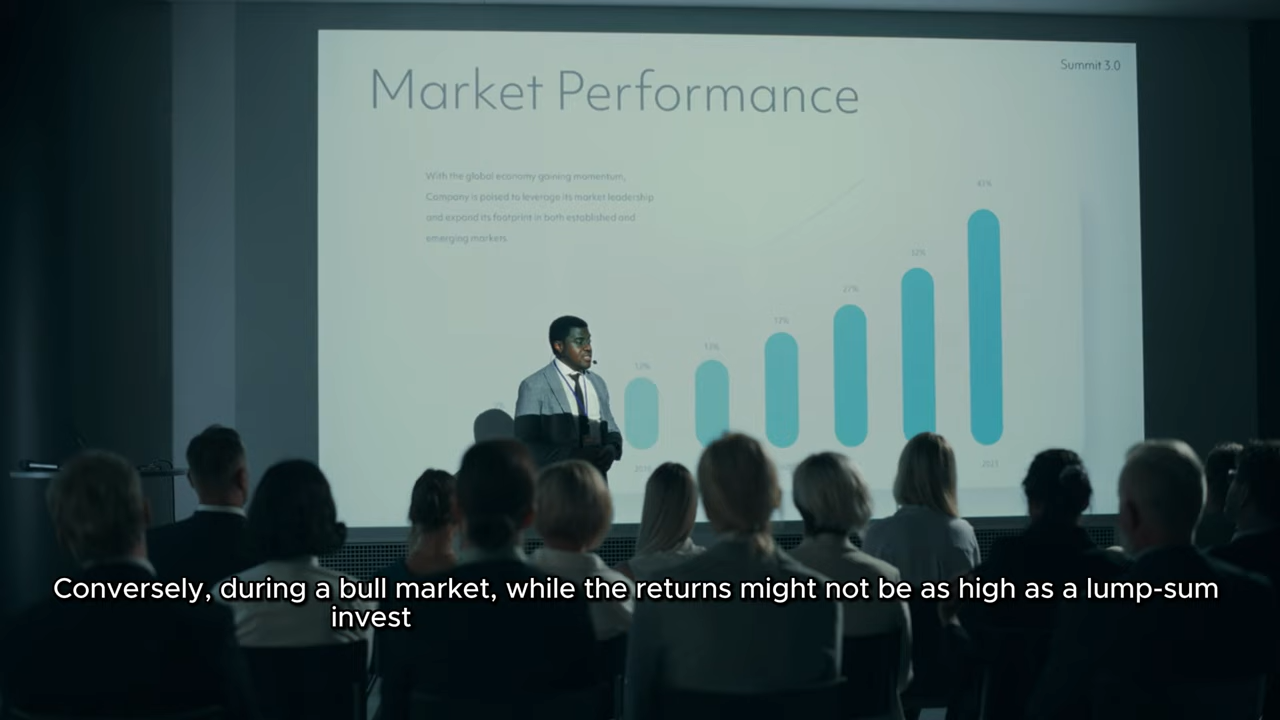 Summit 3.0
Market Performance
With the global economy gaining momentum,
Company is poised to leverage its market leadership
and expand its footprint in both established and
emerging markets.
47%
32%
27%
13%
12%
2023
Conversely, during a bull market, while the returns might not be as high as a lump-sum
invest